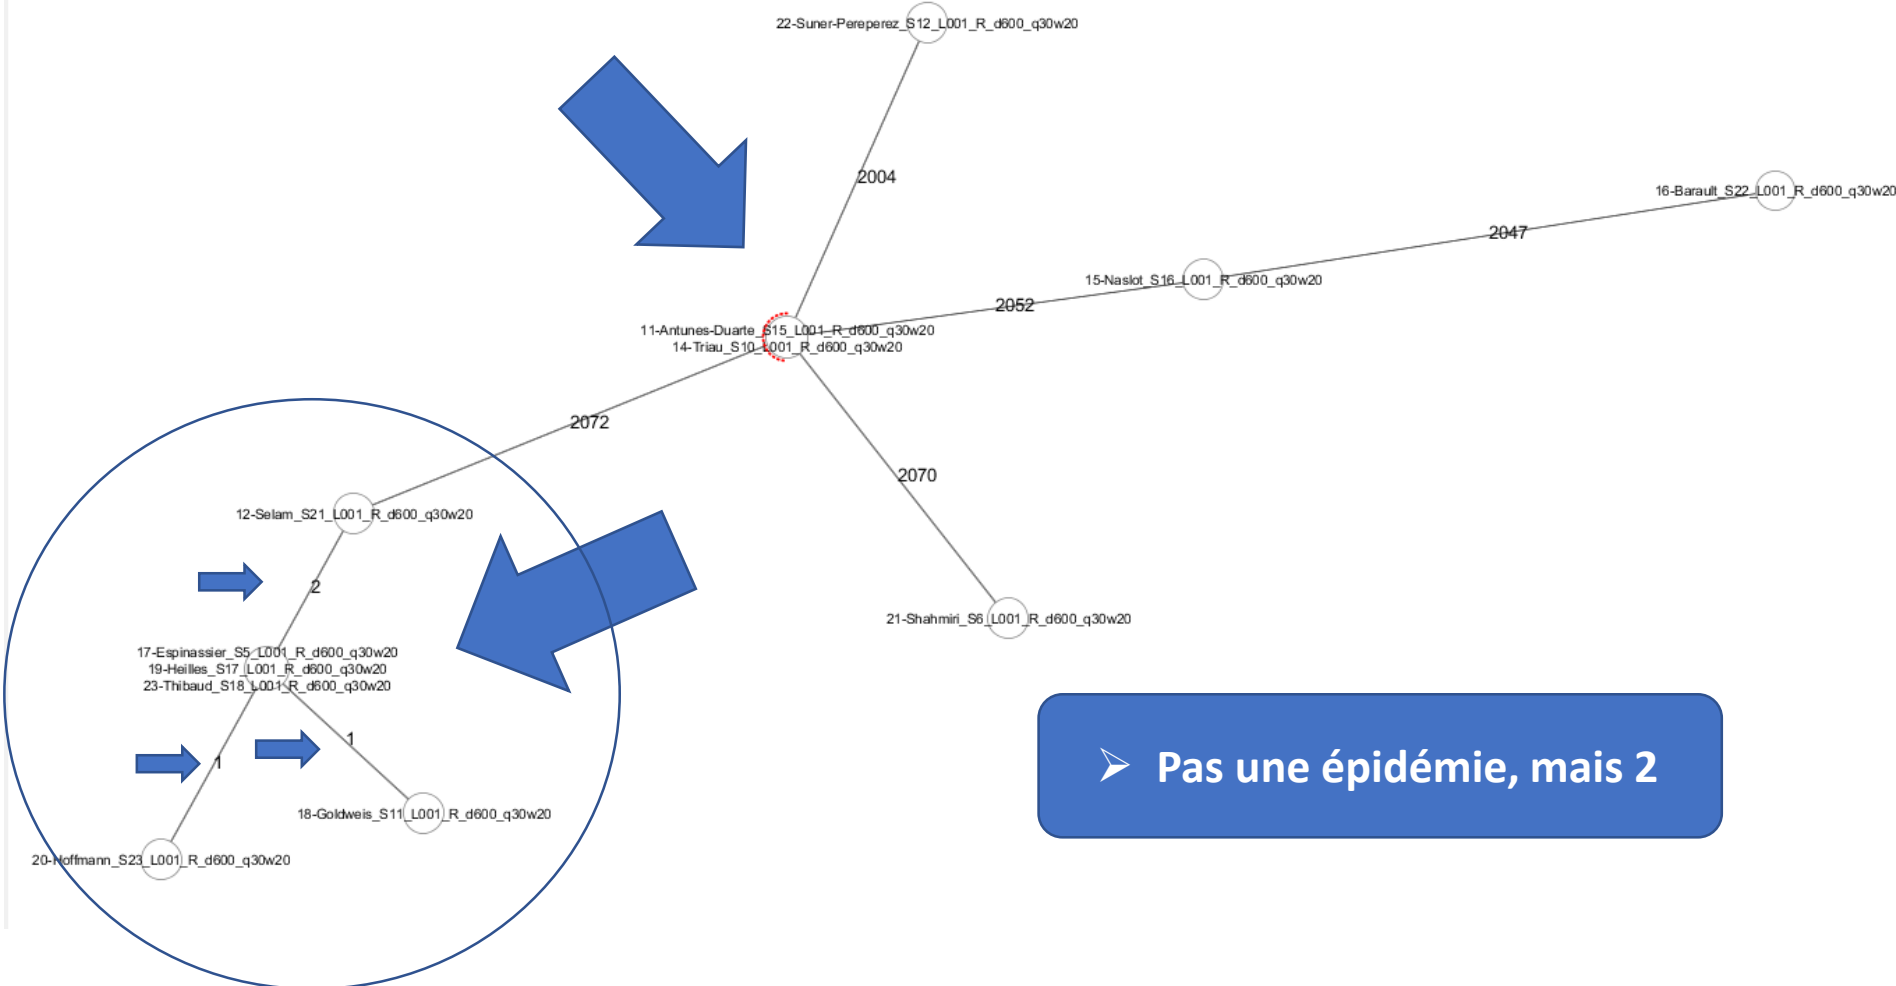 22-Suner-Pereperez_S12_L001_R_d600_q30w20
2004
16-Barault_S22_L001_R_d600_q30w20
2047
15-Naslot_S16_L001_R_d600_q30w20
2052
11-Antunes-Duarte_S15_L001_R_d600_q30w20
14-Triau_S10_L001_R_d600_q30w20
2072
2070
12-Selam_S21_L001_R_d600_q30w20
2
21-Shahmiri_S6_L001_R_d600_q30w20
17-Espinassier_S5_L001_R_d600_q30w20
19-Heilles_S17_L001_R_d600_q30w20
23-Thibaud_S18_L001_R_d600_q30w20
1
1
➢ Pas une épidémie, mais 2
18-Goldweis_S11_L001_R_d600_q30w20
20-Hoffmann_S23_L001_R_d600_q30w20